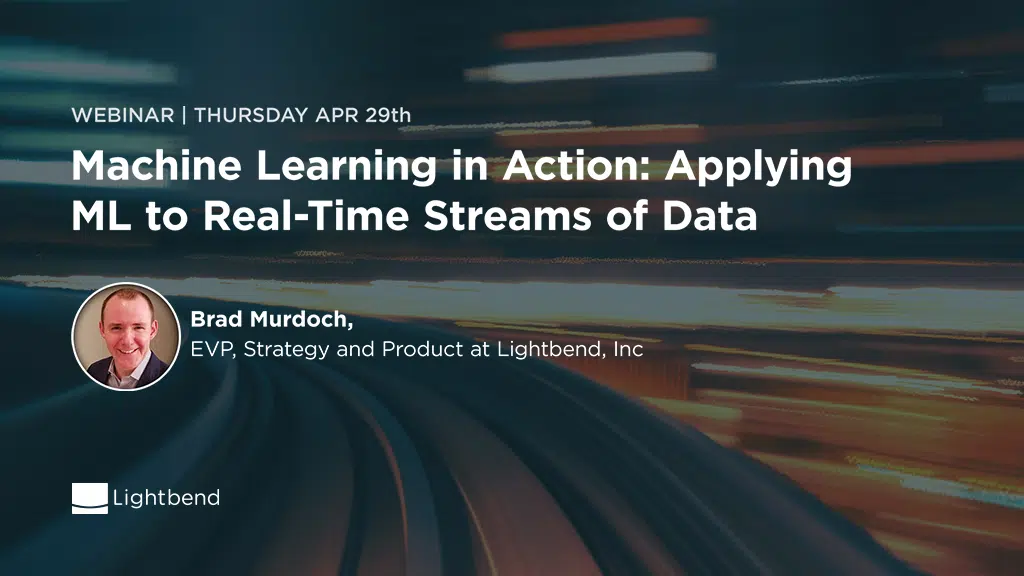 WEBINAR | THURSDAY APR 29th
Machine Learning in Action: Applying
ML to Real-Time Streams of Data
Brad Murdoch,
EVP, Strategy and Product at Lightbend, Inc
Lightbend